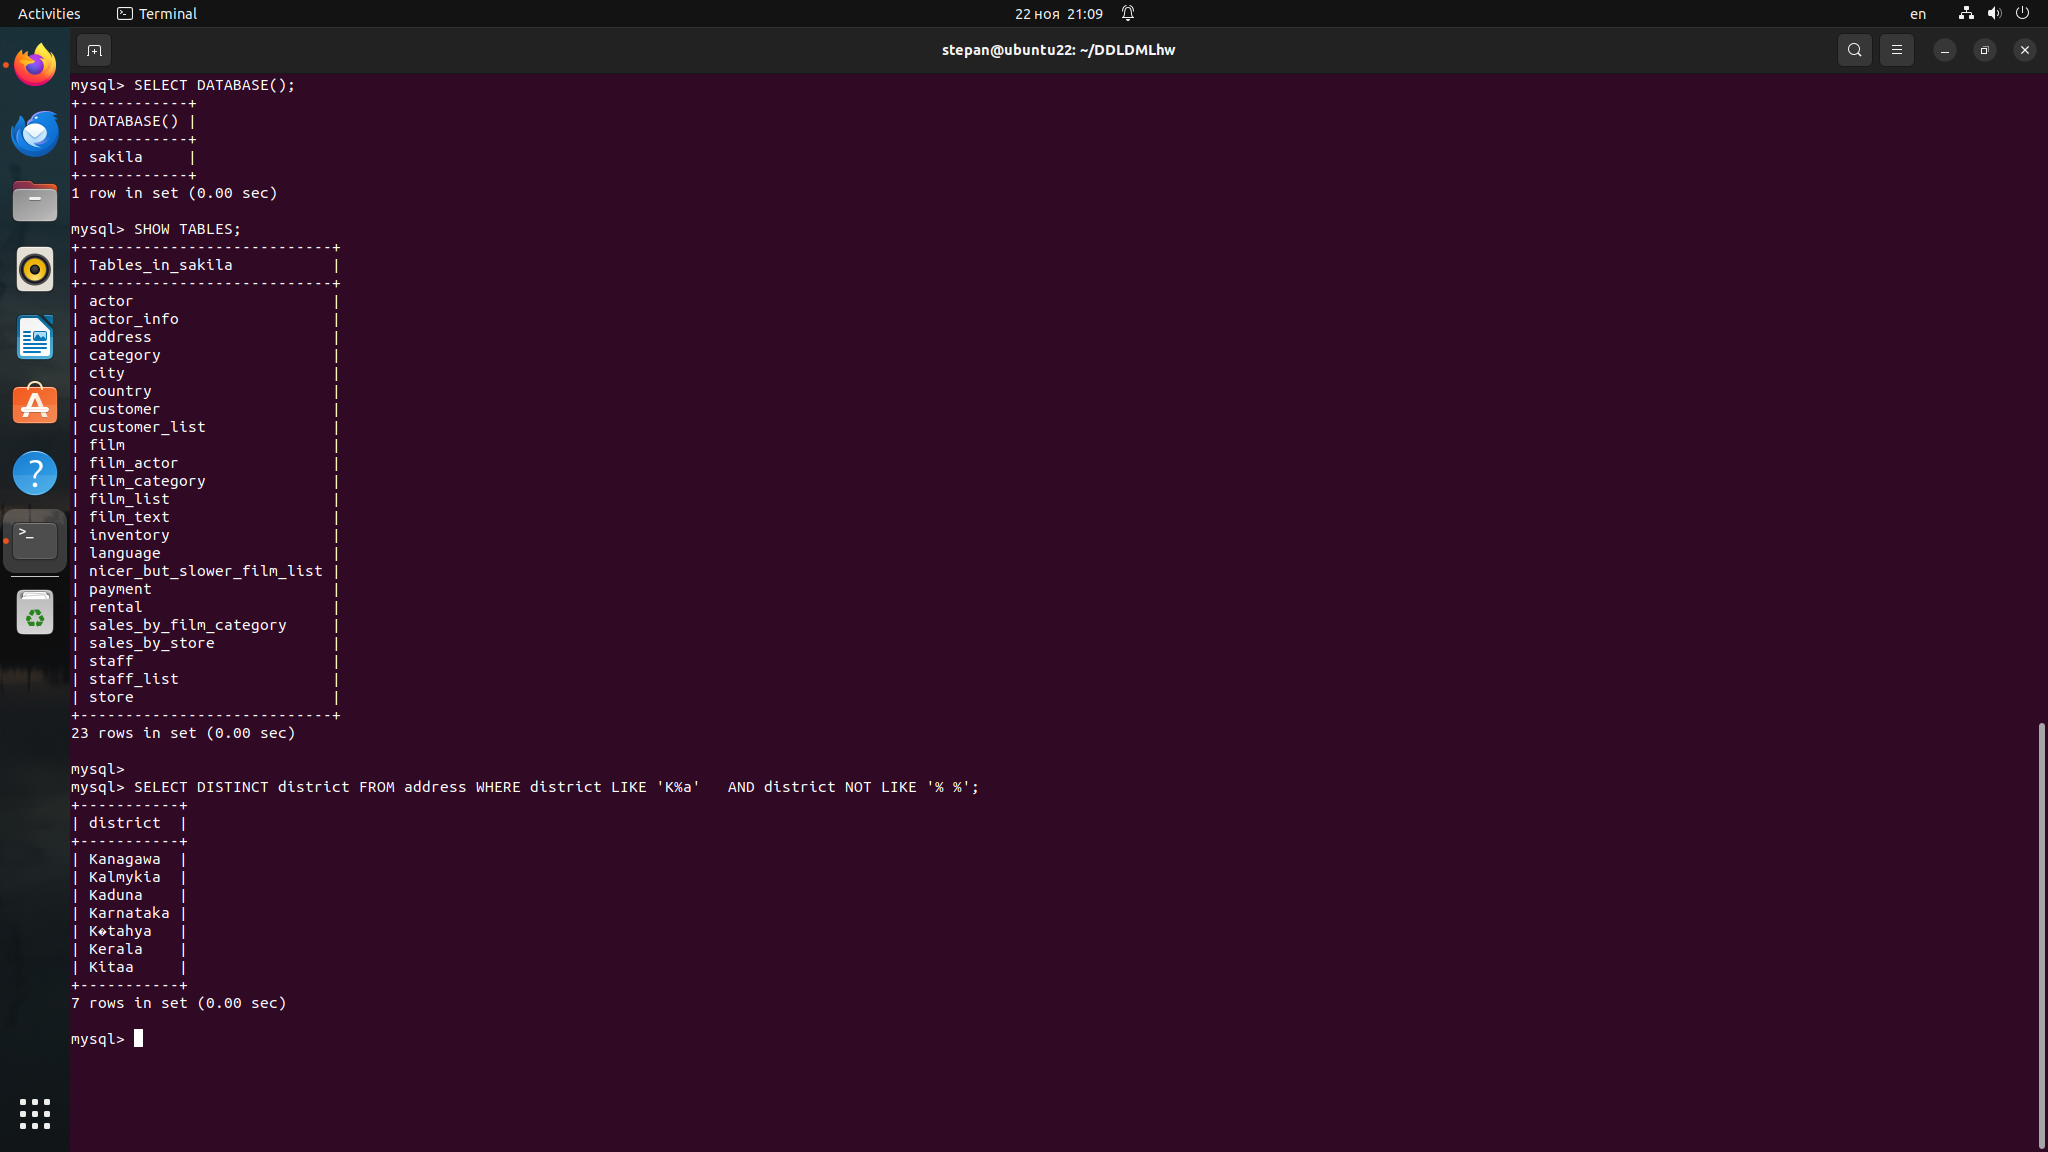 Activities Terminal 22 ноя 21:09 en
stepan@ubuntu22: ~/DDLDMLhw
mysql> SELECT DATABASE();
+------------+
| DATABASE() |
+------------+
| sakila     |
+------------+
1 row in set (0.00 sec)
mysql> SHOW TABLES;
+----------------------------+
| Tables_in_sakila           |
+----------------------------+
| actor                      |
| actor_info                 |
| address                    |
| category                   |
| city                       |
| country                    |
| customer                   |
| customer_list              |
| film                       |
| film_actor                 |
| film_category              |
| film_list                  |
| film_text                  |
| inventory                  |
| language                   |
| nicer_but_slower_film_list |
| payment                    |
| rental                     |
| sales_by_film_category     |
| sales_by_store             |
| staff                      |
| staff_list                 |
| store                      |
+----------------------------+
23 rows in set (0.00 sec)
mysql>
mysql> SELECT DISTINCT district FROM address WHERE district LIKE 'K%a'   AND district NOT LIKE '% %';
+-----------+
| district  |
+-----------+
| Kanagawa  |
| Kalmykia  |
| Kaduna    |
| Karnataka |
| K�tahya   |
| Kerala    |
| Kitaa     |
+-----------+
7 rows in set (0.00 sec)
mysql>